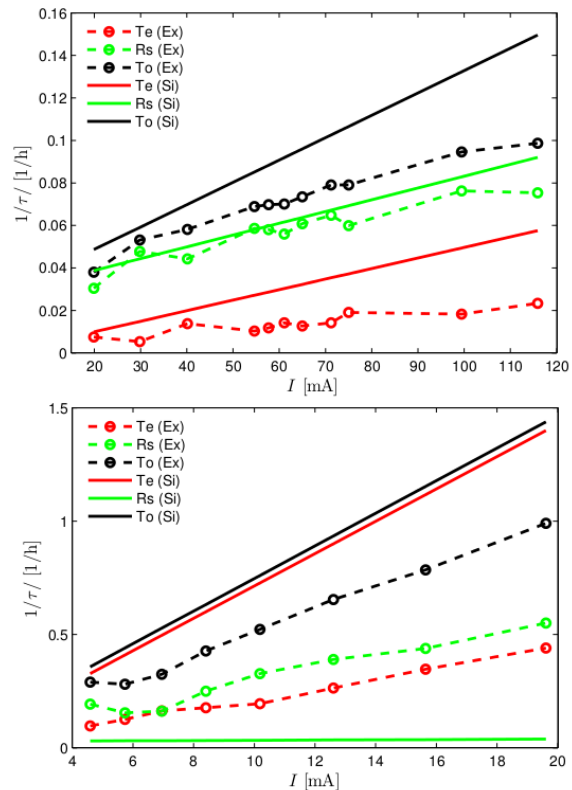 0.16
0.14
0.12
0.1
0.08
0.06
0.04
0.02
0
1/τ/ [1/h]
Te (Ex)
Rs (Ex)
To (Ex)
Te (Si)
Rs (Si)
To (Si)
20 30 40 50 60 70 80 90 100 110 120
I [mA]
1.5
1
0.5
0
1/τ/ [1/h]
Te (Ex)
Rs (Ex)
To (Ex)
Te (Si)
Rs (Si)
To (Si)
4 6 8 10 12 14 16 18 20
I [mA]